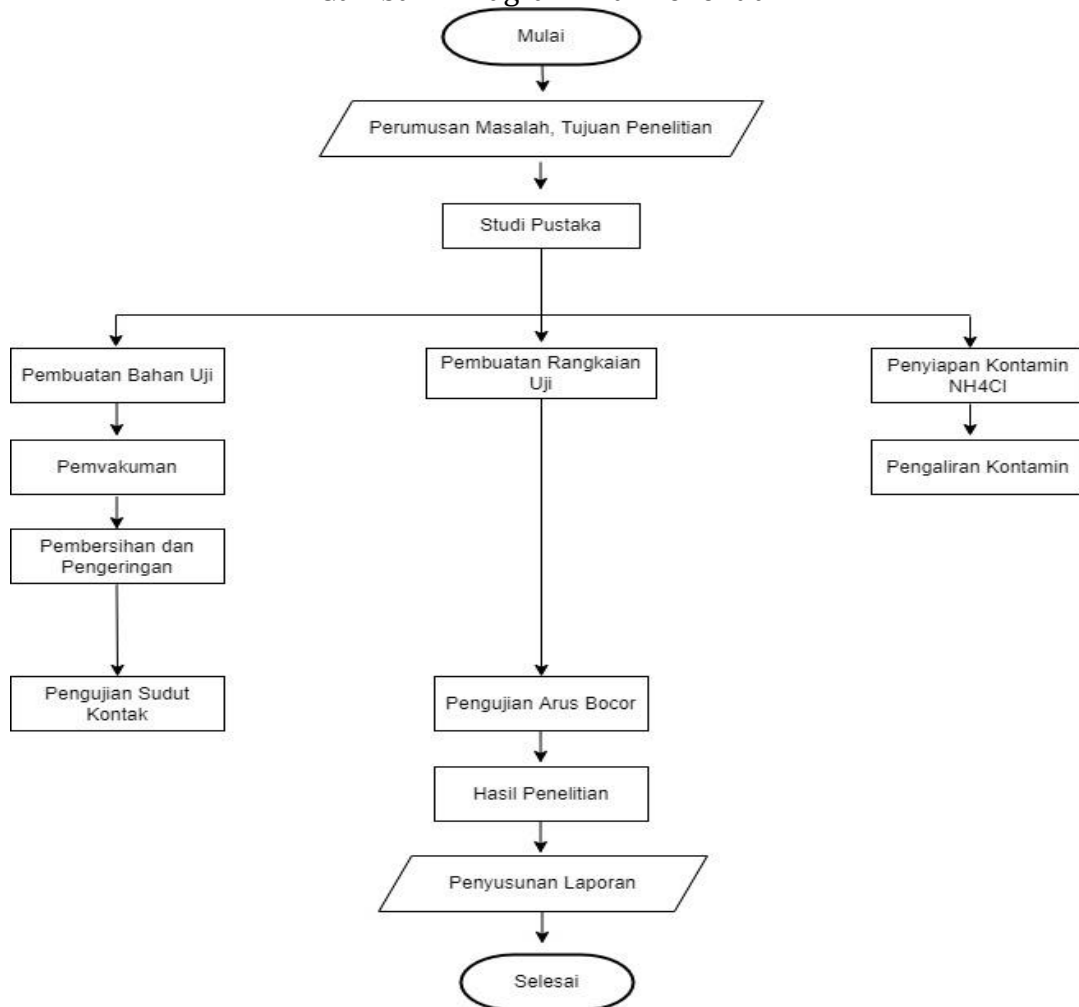 Mulai
Perumusan Masalah, Tujuan Penelitian
Studi Pustaka
Pembuatan Bahan Uji
Pembuatan Rangkaian
Uji
Penyiapan Kontamin
NH4Cl
Pemvakuman
Pengaliran Kontamin
Pembersihan dan
Pengeringan
Pengujian Sudut
Kontak
Pengujian Arus Bocor
Hasil Penelitian
Penyusunan Laporan
Selesai